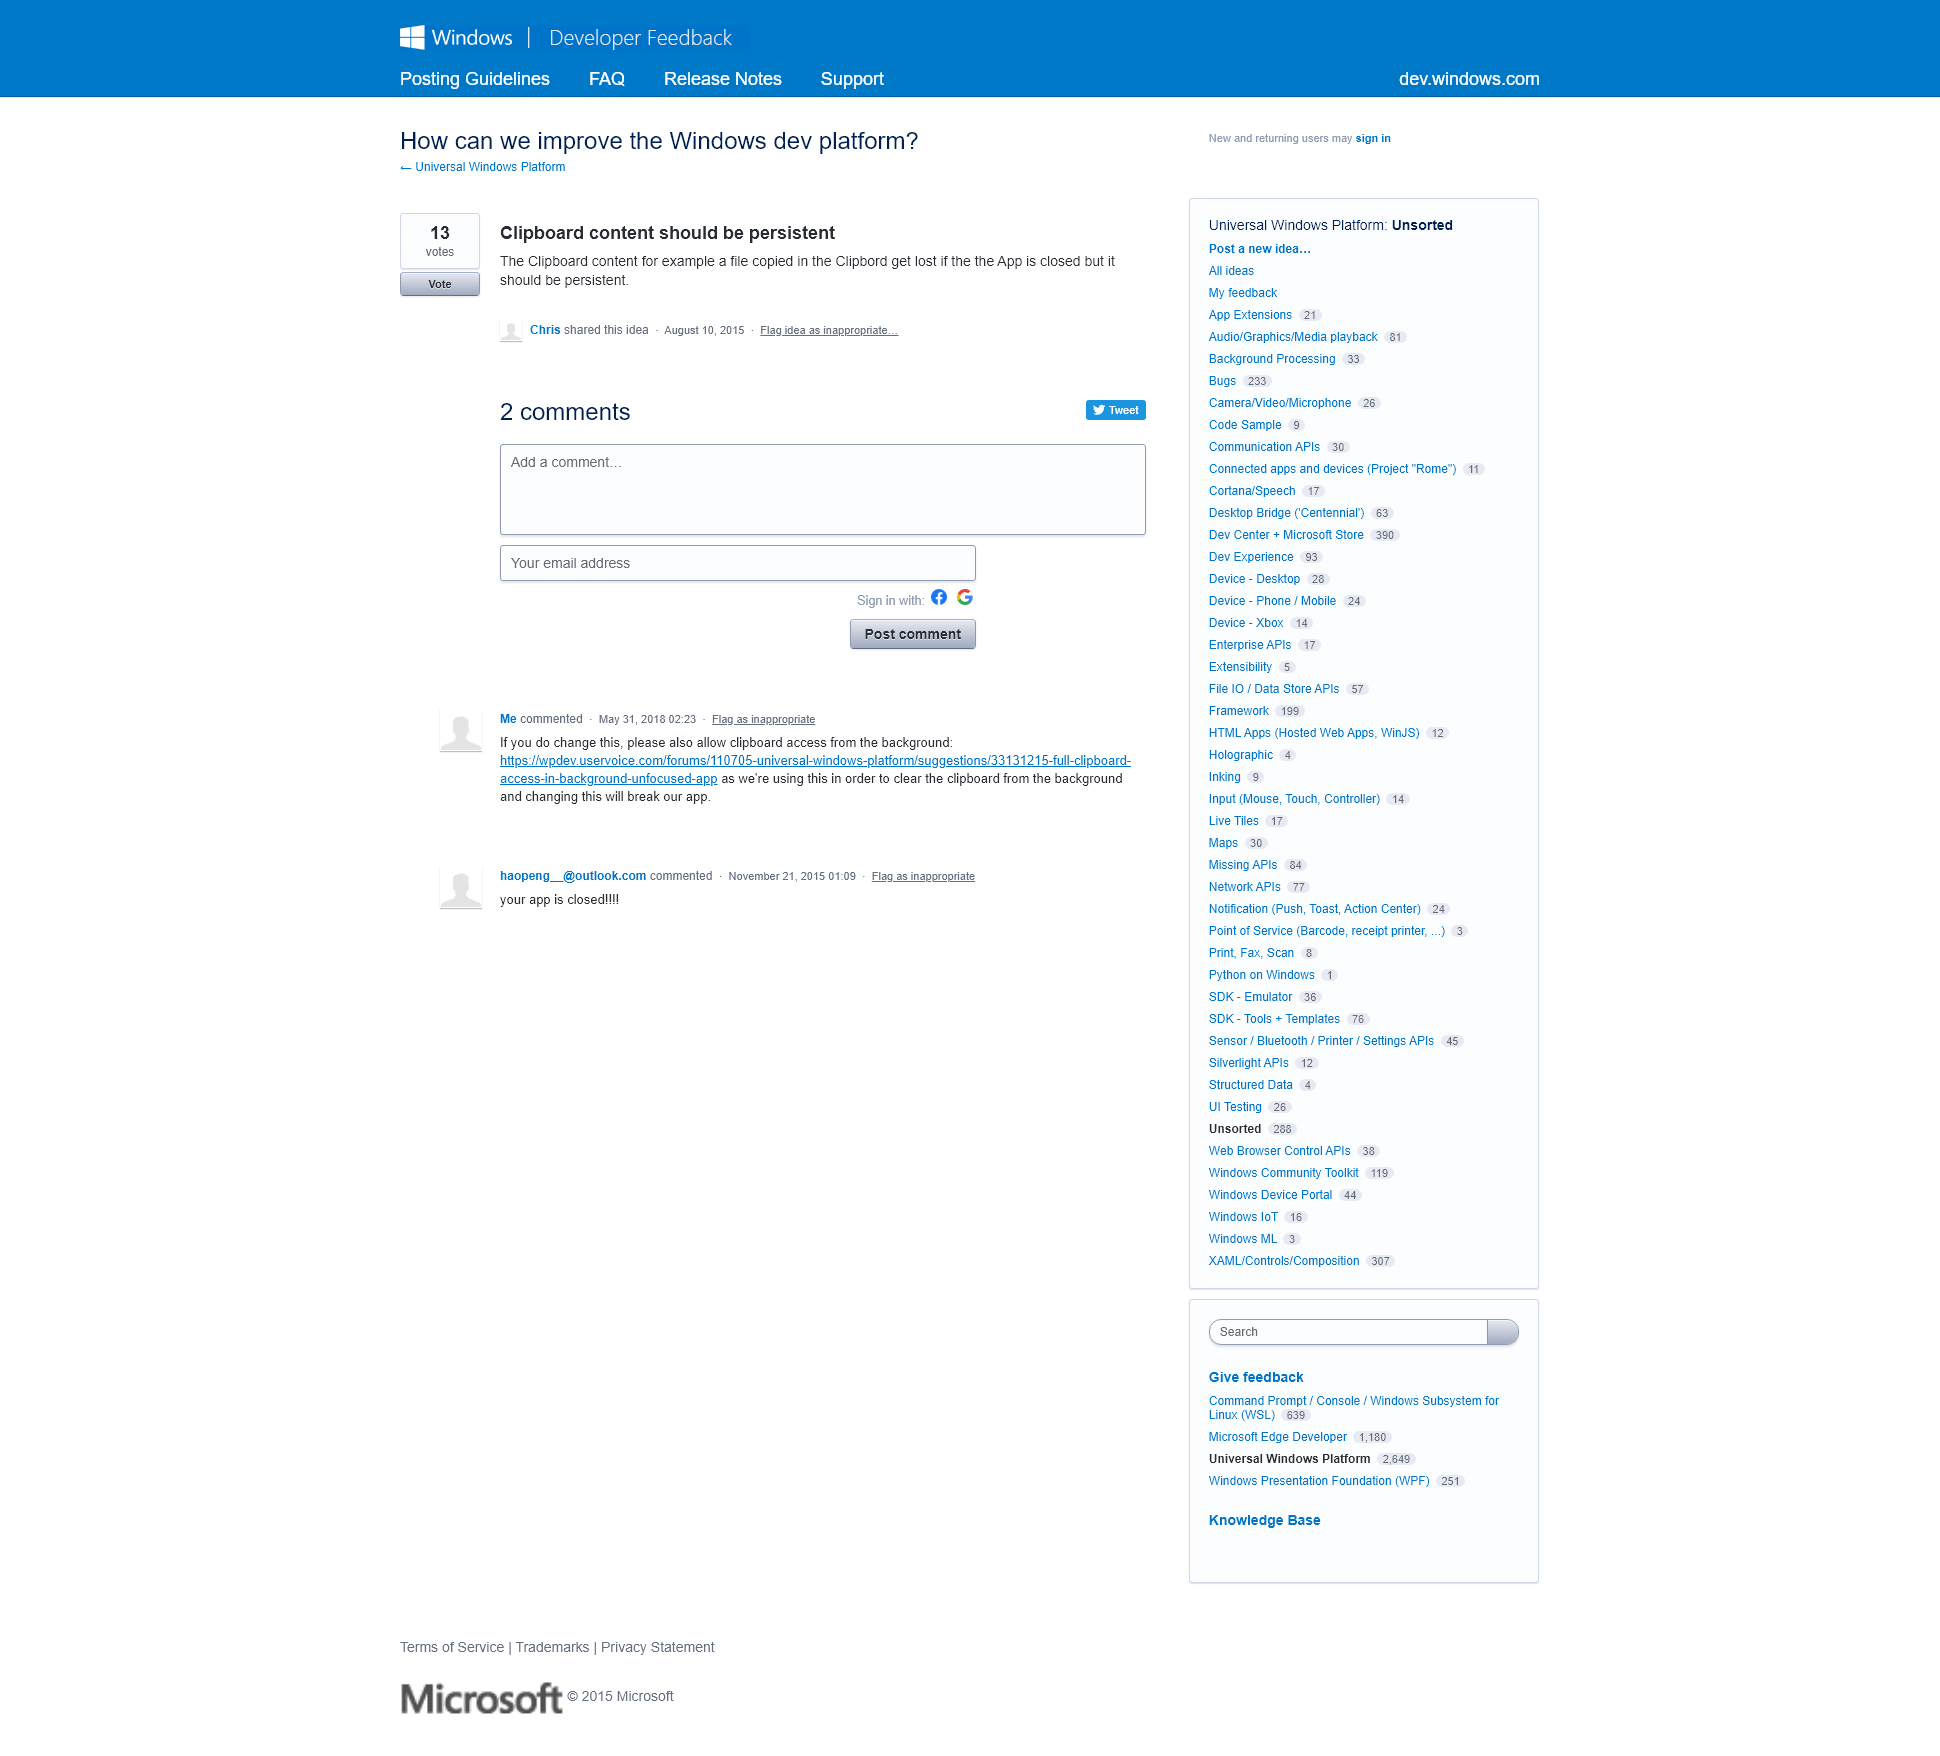 Windows | Developer Feedback
Posting Guidelines FAQ Release Notes Support dev.windows.com
How can we improve the Windows dev platform?
← Universal Windows Platform
New and returning users may sign in
13
votes
Vote
Clipboard content should be persistent
The Clipboard content for example a file copied in the Clipbord get lost if the the App is closed but it
should be persistent.
Chris shared this idea · August 10, 2015 · Flag idea as inappropriate…
2 comments
Tweet
Add a comment…
Your email address
Sign in with:
Post comment
Me commented · May 31, 2018 02:23 · Flag as inappropriate
If you do change this, please also allow clipboard access from the background:
https://wpdev.uservoice.com/forums/110705-universal-windows-platform/suggestions/33131215-full-clipboard-
access-in-background-unfocused-app as we're using this in order to clear the clipboard from the background
and changing this will break our app.
haopeng__@outlook.com commented · November 21, 2015 01:09 · Flag as inappropriate
your app is closed!!!!
Universal Windows Platform: Unsorted
Post a new idea…
All ideas
My feedback
App Extensions 21
Audio/Graphics/Media playback 81
Background Processing 33
Bugs 233
Camera/Video/Microphone 26
Code Sample 9
Communication APIs 30
Connected apps and devices (Project "Rome") 11
Cortana/Speech 17
Desktop Bridge ('Centennial') 63
Dev Center + Microsoft Store 390
Dev Experience 93
Device - Desktop 28
Device - Phone / Mobile 24
Device - Xbox 14
Enterprise APIs 17
Extensibility 5
File IO / Data Store APIs 57
Framework 199
HTML Apps (Hosted Web Apps, WinJS) 12
Holographic 4
Inking 9
Input (Mouse, Touch, Controller) 14
Live Tiles 17
Maps 30
Missing APIs 84
Network APIs 77
Notification (Push, Toast, Action Center) 24
Point of Service (Barcode, receipt printer, ...) 3
Print, Fax, Scan 8
Python on Windows 1
SDK - Emulator 36
SDK - Tools + Templates 76
Sensor / Bluetooth / Printer / Settings APIs 45
Silverlight APIs 12
Structured Data 4
UI Testing 26
Unsorted 288
Web Browser Control APIs 38
Windows Community Toolkit 119
Windows Device Portal 44
Windows IoT 16
Windows ML 3
XAML/Controls/Composition 307
Search
Give feedback
Command Prompt / Console / Windows Subsystem for
Linux (WSL) 639
Microsoft Edge Developer 1,180
Universal Windows Platform 2,649
Windows Presentation Foundation (WPF) 251
Knowledge Base
Terms of Service | Trademarks | Privacy Statement
Microsoft © 2015 Microsoft